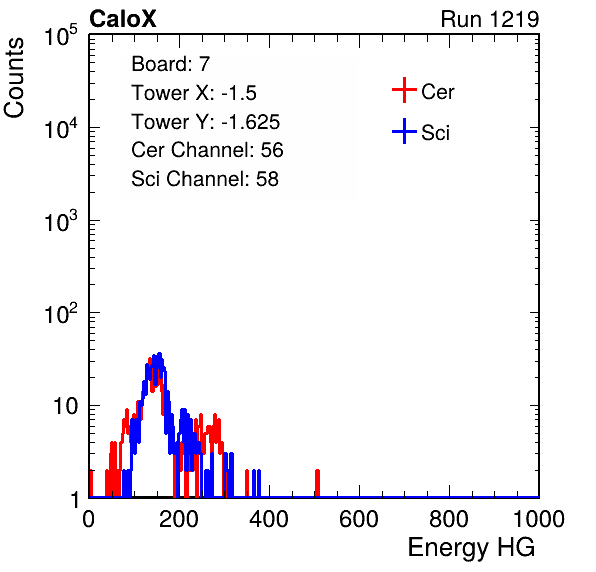 CaloX
Run 1219
Counts
Board: 7
Tower X: -1.5
Tower Y: -1.625
Cer Channel: 56
Sci Channel: 58
Cer
Sci
10^5
10^4
10^3
10^2
10
1
0 200 400 600 800 1000
Energy HG